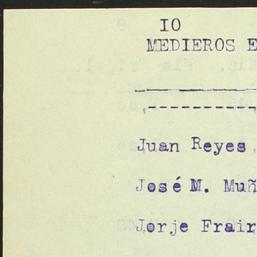 IO
MEDIEROS E
Juan Reyes
José M. Muñ
Jorje Frair